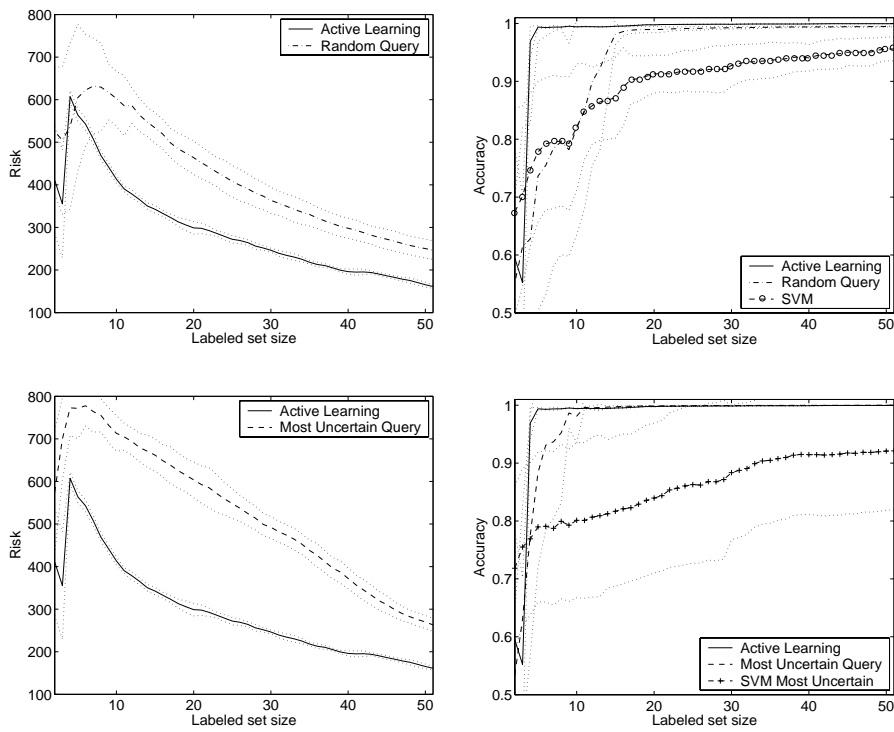 800
700
600
500
400
300
200
100
Risk
Active Learning
Random Query
10 20 30 40 50
Labeled set size
1
0.9
0.8
0.7
0.6
0.5
Accuracy
Active Learning
Random Query
SVM
10 20 30 40 50
Labeled set size
800
700
600
500
400
300
200
100
Risk
Active Learning
Most Uncertain Query
10 20 30 40 50
Labeled set size
1
0.9
0.8
0.7
0.6
0.5
Accuracy
Active Learning
Most Uncertain Query
SVM Most Uncertain
10 20 30 40 50
Labeled set size